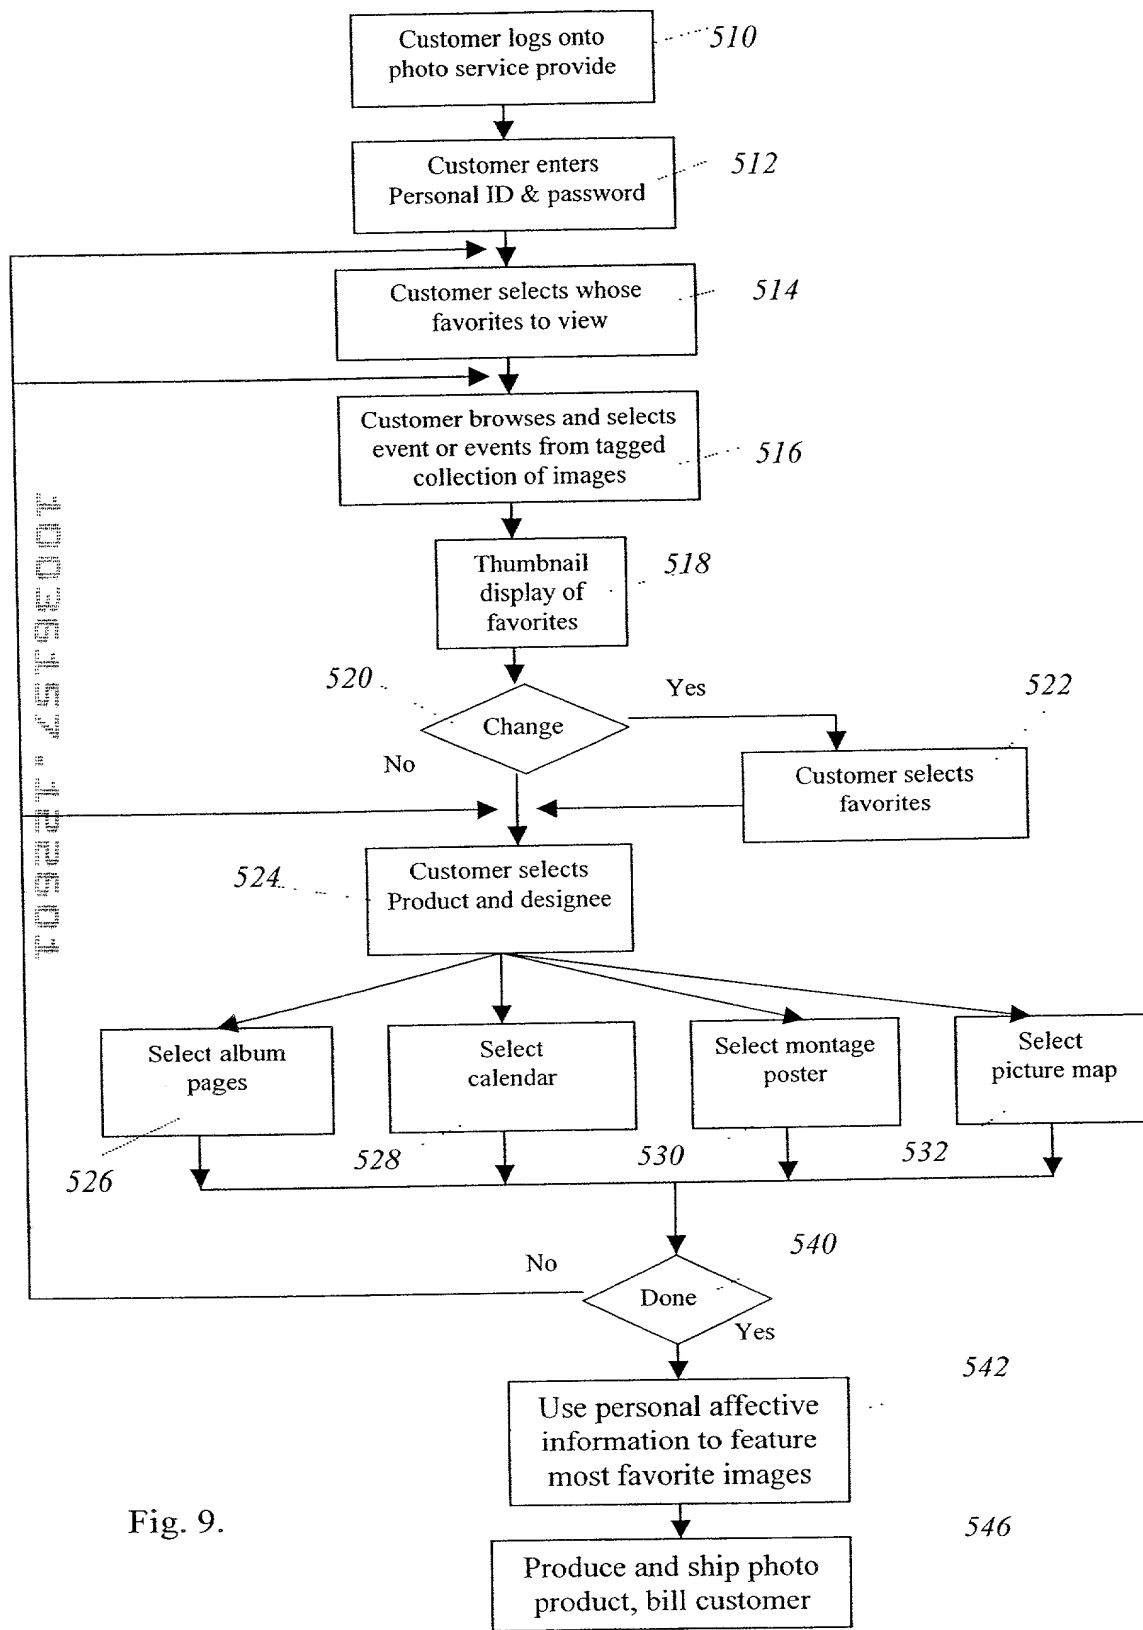 Customer logs onto
photo service provide
510
Customer enters
Personal ID & password
512
Customer selects whose
favorites to view
514
Customer browses and selects
event or events from tagged
collection of images
516
Thumbnail
display of
favorites
518
520
Change
Yes
No
522
Customer selects
favorites
524
Customer selects
Product and designee
Select album
pages
Select
calendar
Select montage
poster
Select
picture map
526
528
530
532
540
No
Done
Yes
542
Use personal affective
information to feature
most favorite images
546
Produce and ship photo
product, bill customer
Fig. 9.
10036157.122601